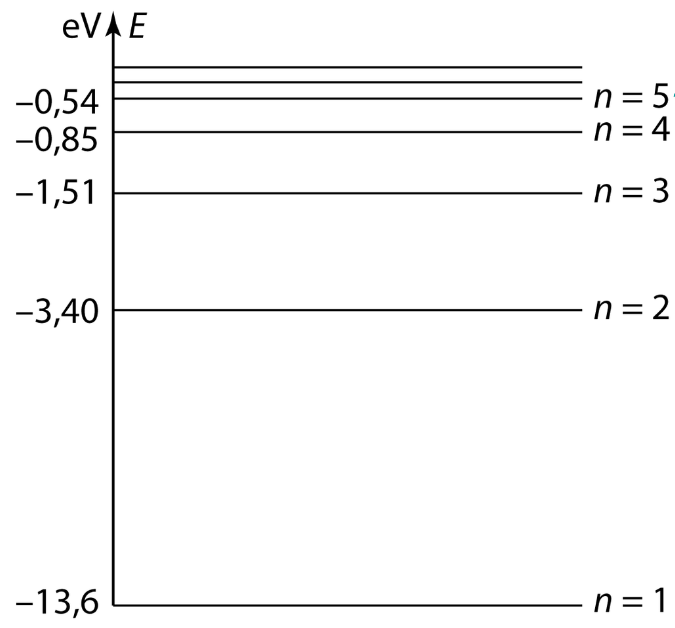 eV E
–0,54 n = 5
–0,85 n = 4
–1,51 n = 3
–3,40 n = 2
–13,6 n = 1